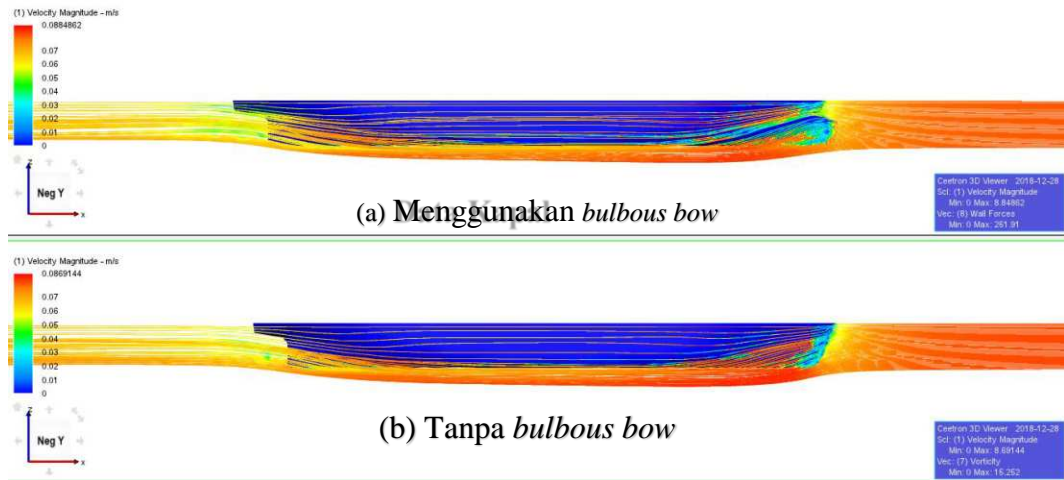 (1) Velocity Magnitude - m/s
0.0884862
0.07
0.06
0.05
0.04
0.03
0.02
0.01
0
Z
Neg Y
x
(a) Menggunakan bulbous bow
Ceetron 3D Viewer 2018-12-28
Scl: (1) Velocity Magnitude
Min: 0 Max: 8.84862
Vec: (8) Wall Forces
Min: 0 Max: 251.91
(1) Velocity Magnitude - m/s
0.0869144
0.07
0.06
0.05
0.04
0.03
0.02
0.01
0
Z
Neg Y
x
(b) Tanpa bulbous bow
Ceetron 3D Viewer 2018-12-28
Scl: (1) Velocity Magnitude
Min: 0 Max: 8.69144
Vec: (7) Vorticity
Min: 0 Max: 15.252